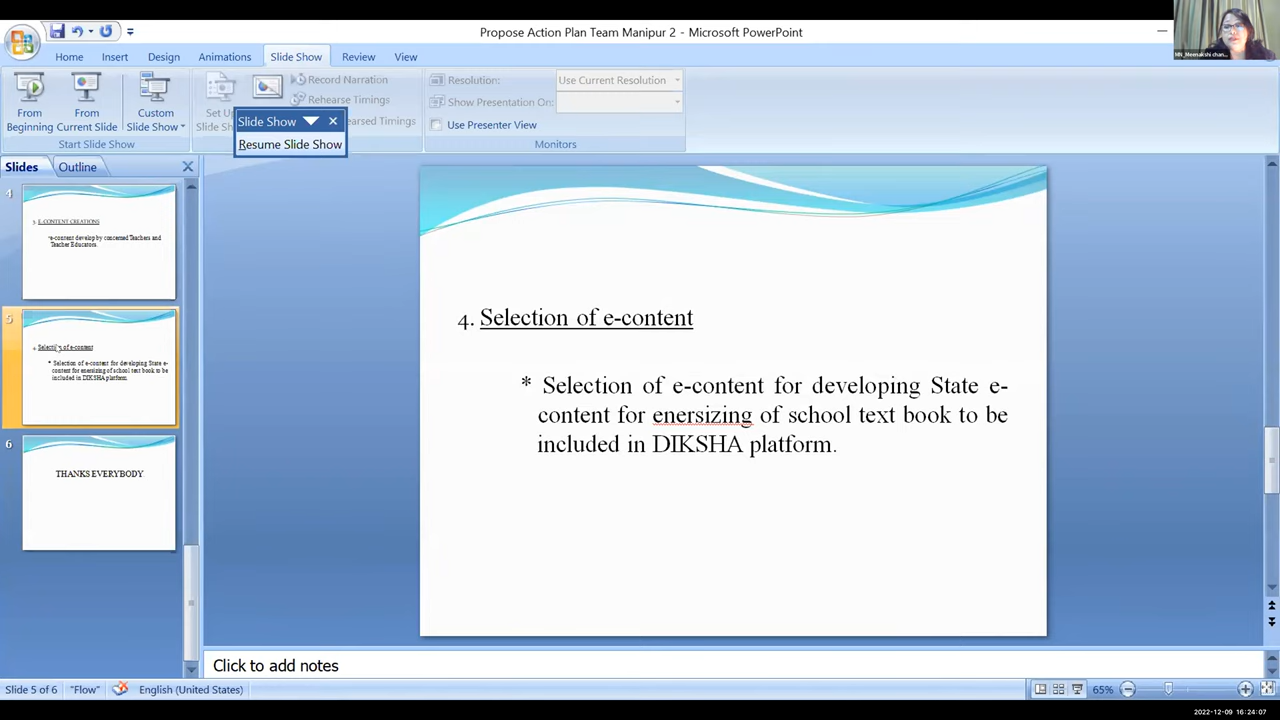 Propose Action Plan Team Manipur 2 - Microsoft PowerPoint
Home Insert Design Animations Slide Show Review View
From Beginning
From Current Slide
Custom Slide Show
Set Up
Record Narration
Rehearse Timings
Slide Show
Resume Slide Show
Start Slide Show
Resolution: Use Current Resolution
Show Presentation On:
Use Presenter View
Monitors
Slides Outline
4
3. E-CONTENT CREATIONS
*e-content develop by concerned Teachers and
Teacher Educators.
5
4. Selection of e-content
* Selection of e-content for developing State e-
content for enersizing of school text book to be
included in DIKSHA platform.
6
THANKS EVERYBODY
4. Selection of e-content
* Selection of e-content for developing State e-
content for enersizing of school text book to be
included in DIKSHA platform.
Click to add notes
Slide 5 of 6 "Flow" English (United States) 65%
2022-12-09 16:24:07